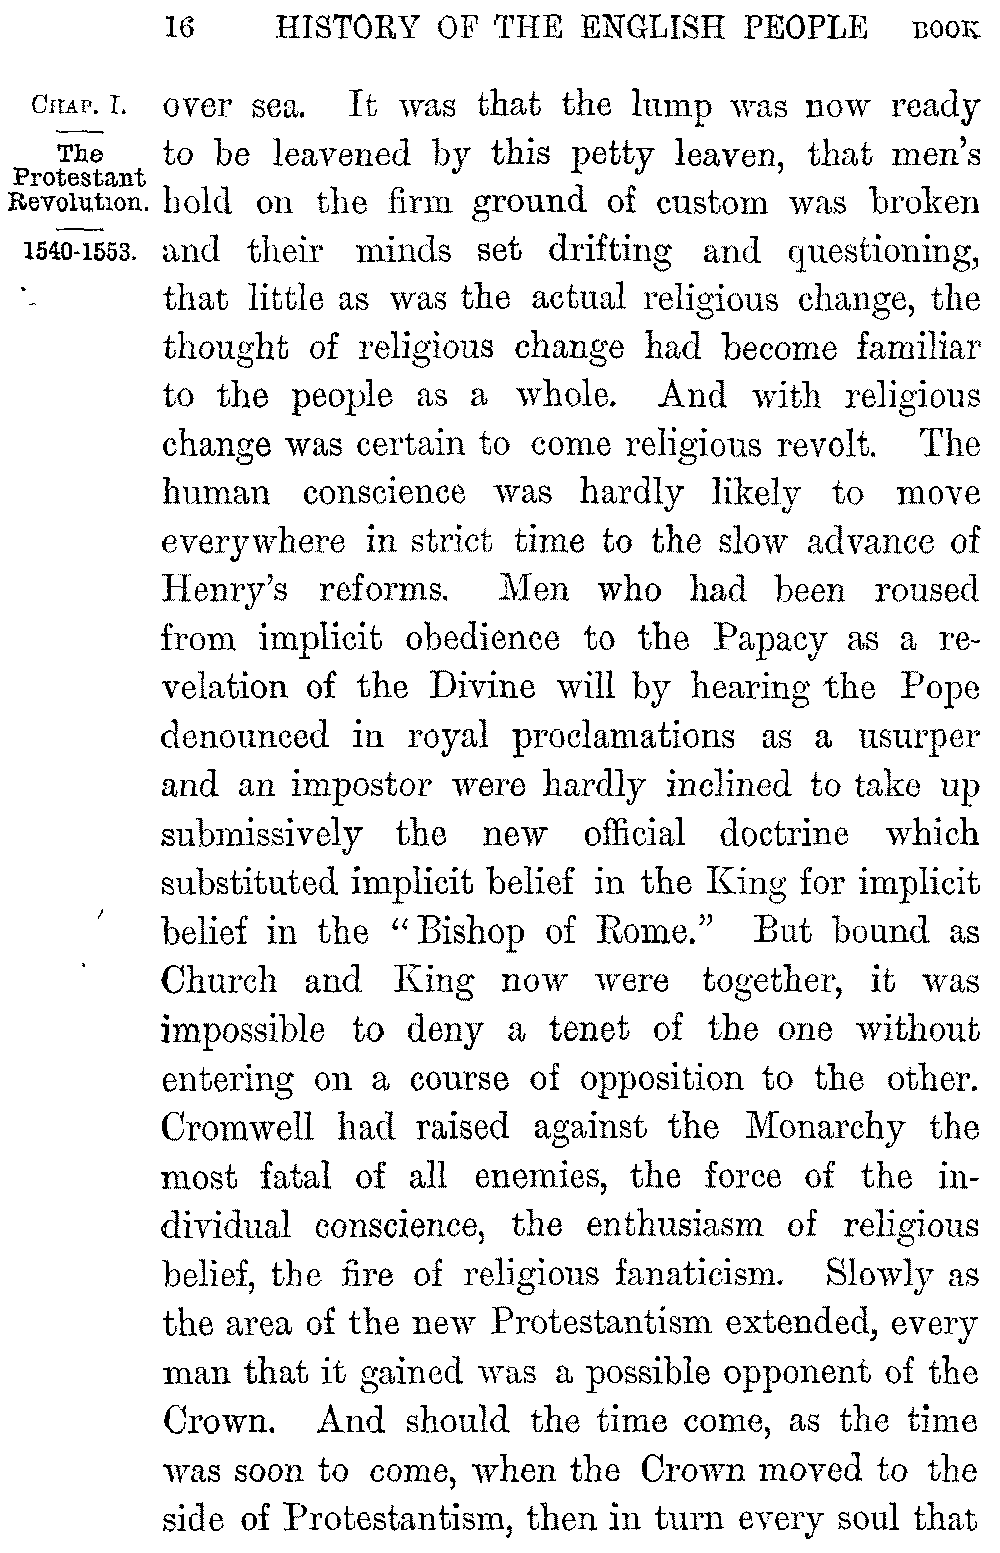 16 HISTORY OF THE ENGLISH PEOPLE BOOK
CHAP. I.
The
Protestant
Revolution.
1540-1553.
over sea. It was that the lump was now ready
to be leavened by this petty leaven, that men's
hold on the firm ground of custom was broken
and their minds set drifting and questioning,
that little as was the actual religious change, the
thought of religious change had become familiar
to the people as a whole. And with religious
change was certain to come religious revolt. The
human conscience was hardly likely to move
everywhere in strict time to the slow advance of
Henry's reforms. Men who had been roused
from implicit obedience to the Papacy as a re-
velation of the Divine will by hearing the Pope
denounced in royal proclamations as a usurper
and an impostor were hardly inclined to take up
submissively the new official doctrine which
substituted implicit belief in the King for implicit
belief in the "Bishop of Rome." But bound as
Church and King now were together, it was
impossible to deny a tenet of the one without
entering on a course of opposition to the other.
Cromwell had raised against the Monarchy the
most fatal of all enemies, the force of the in-
dividual conscience, the enthusiasm of religious
belief, the fire of religious fanaticism. Slowly as
the area of the new Protestantism extended, every
man that it gained was a possible opponent of the
Crown. And should the time come, as the time
was soon to come, when the Crown moved to the
side of Protestantism, then in turn every soul that